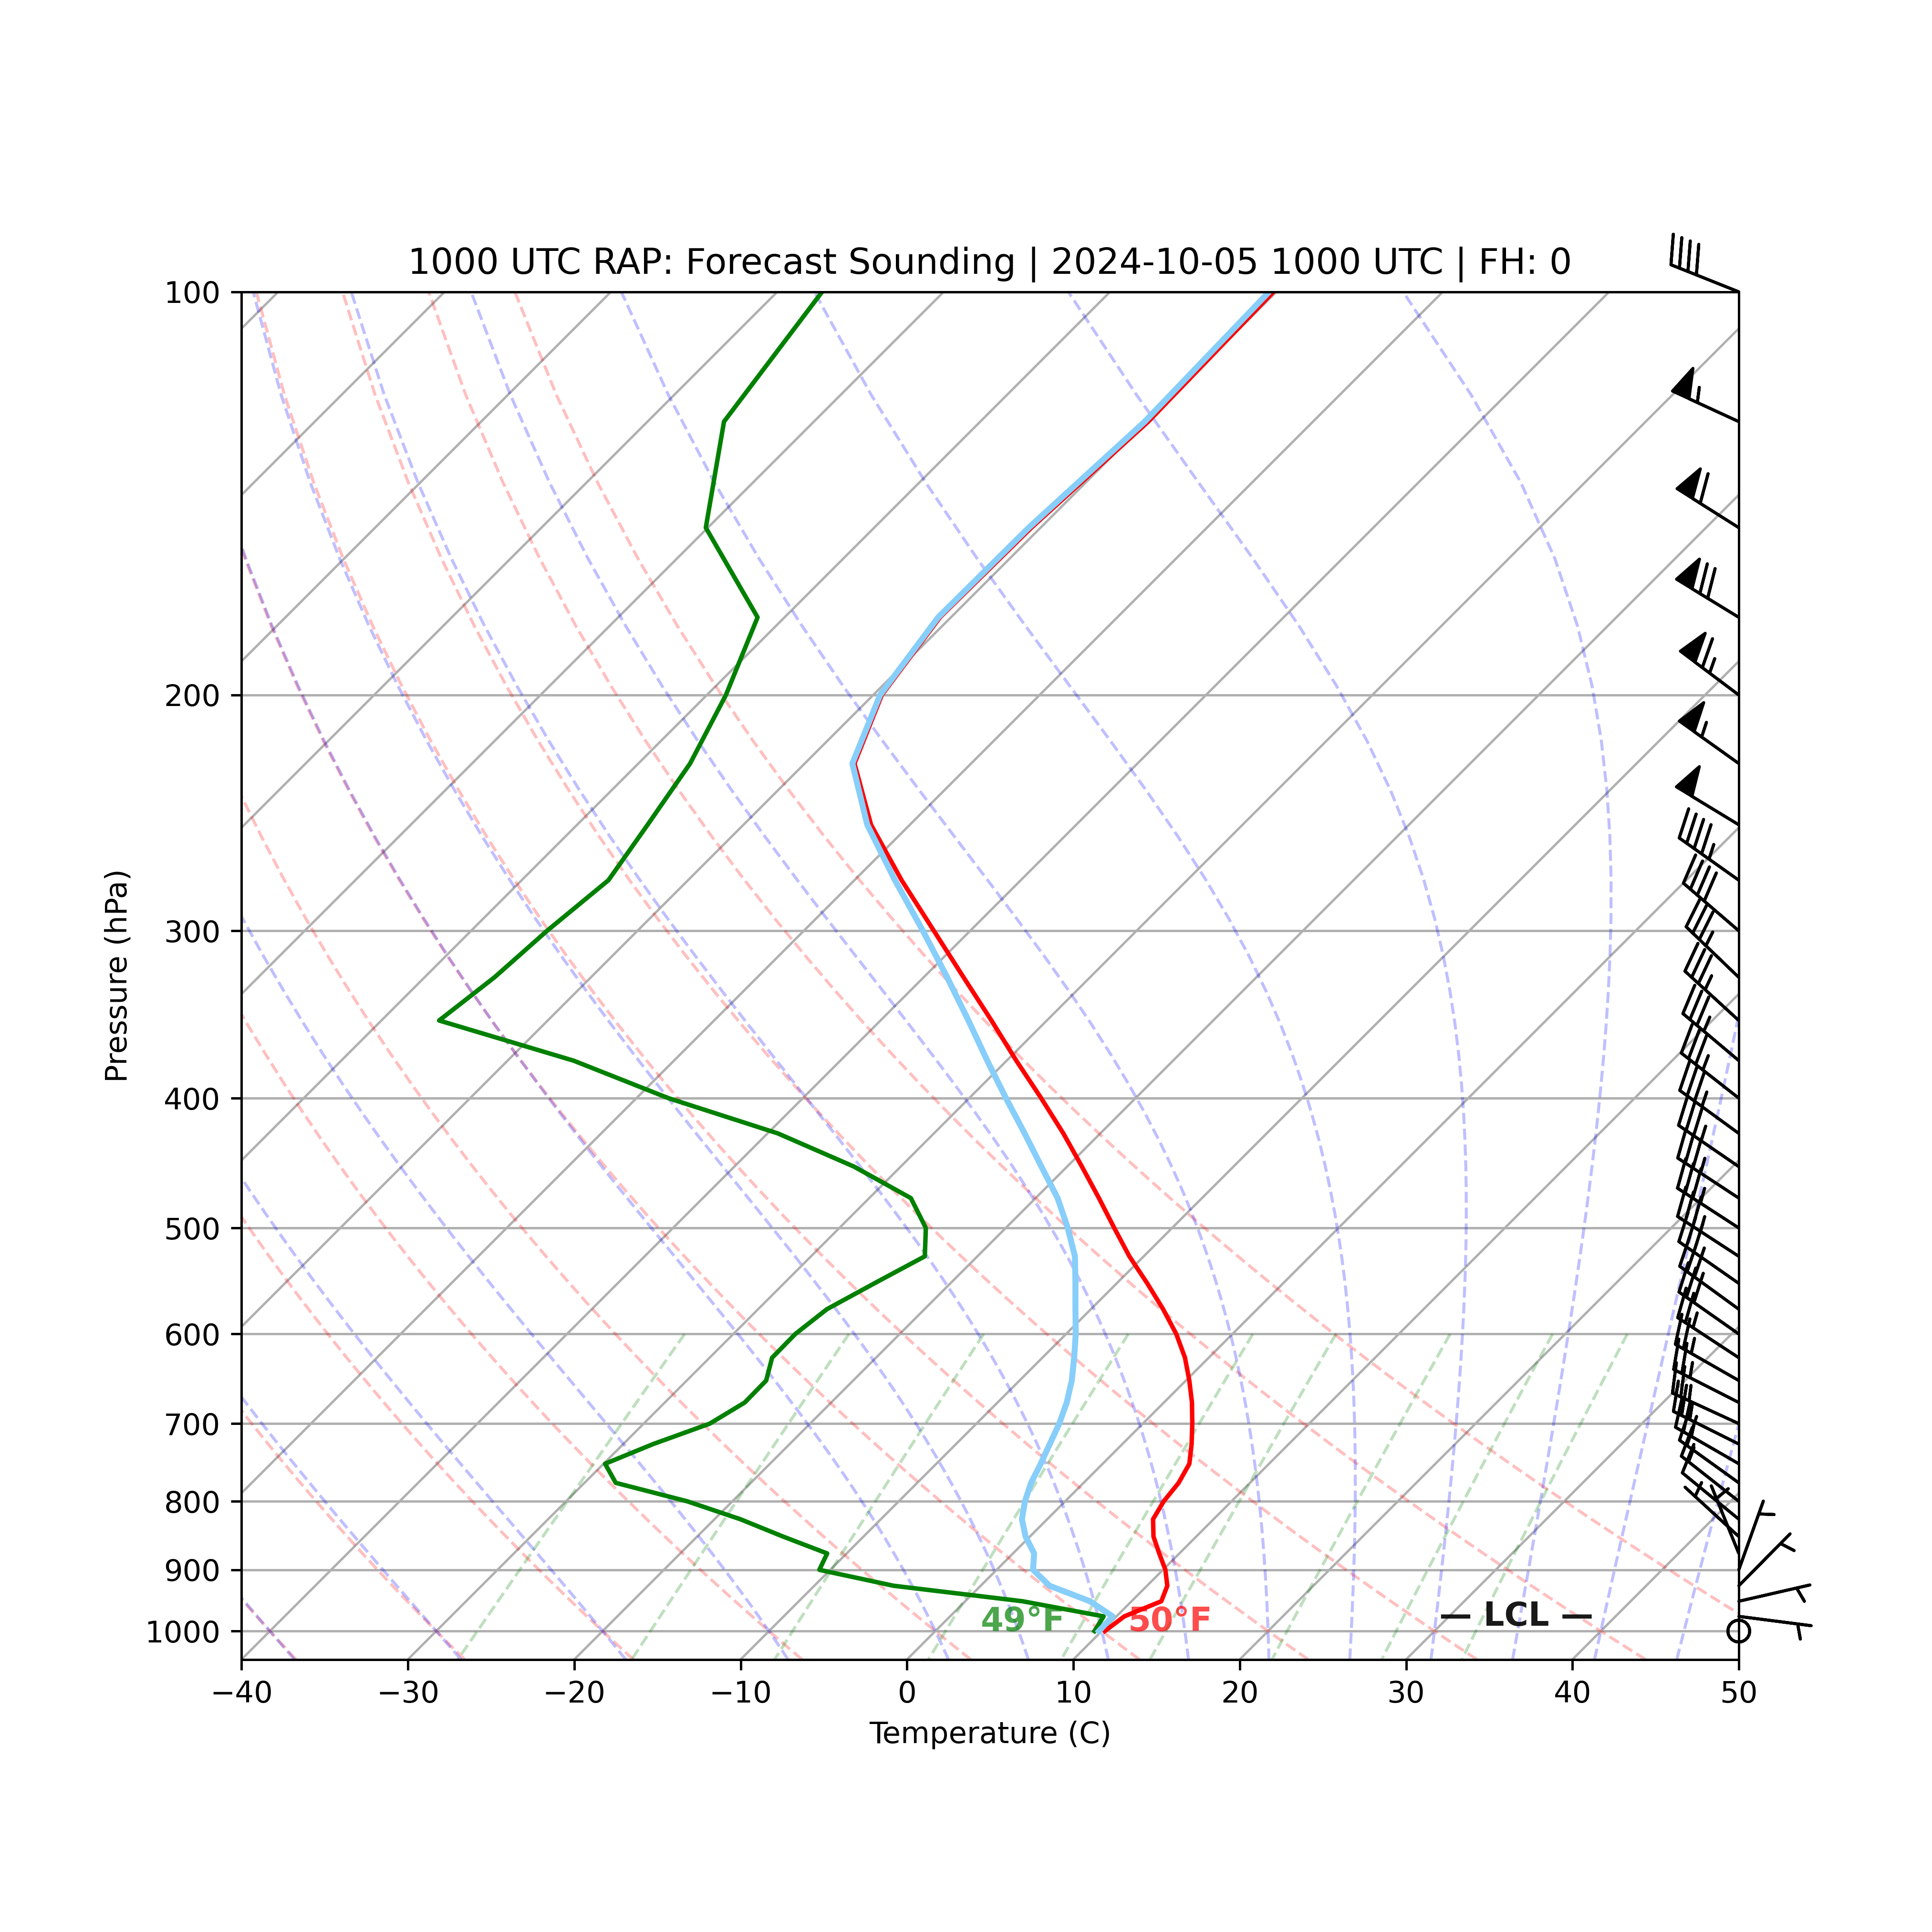 1000 UTC RAP: Forecast Sounding | 2024-10-05 1000 UTC | FH: 0
100
200
300
400
500
600
700
800
900
1000
Pressure (hPa)
49°F
50°F
— LCL —
−40 −30 −20 −10 0 10 20 30 40 50
Temperature (C)